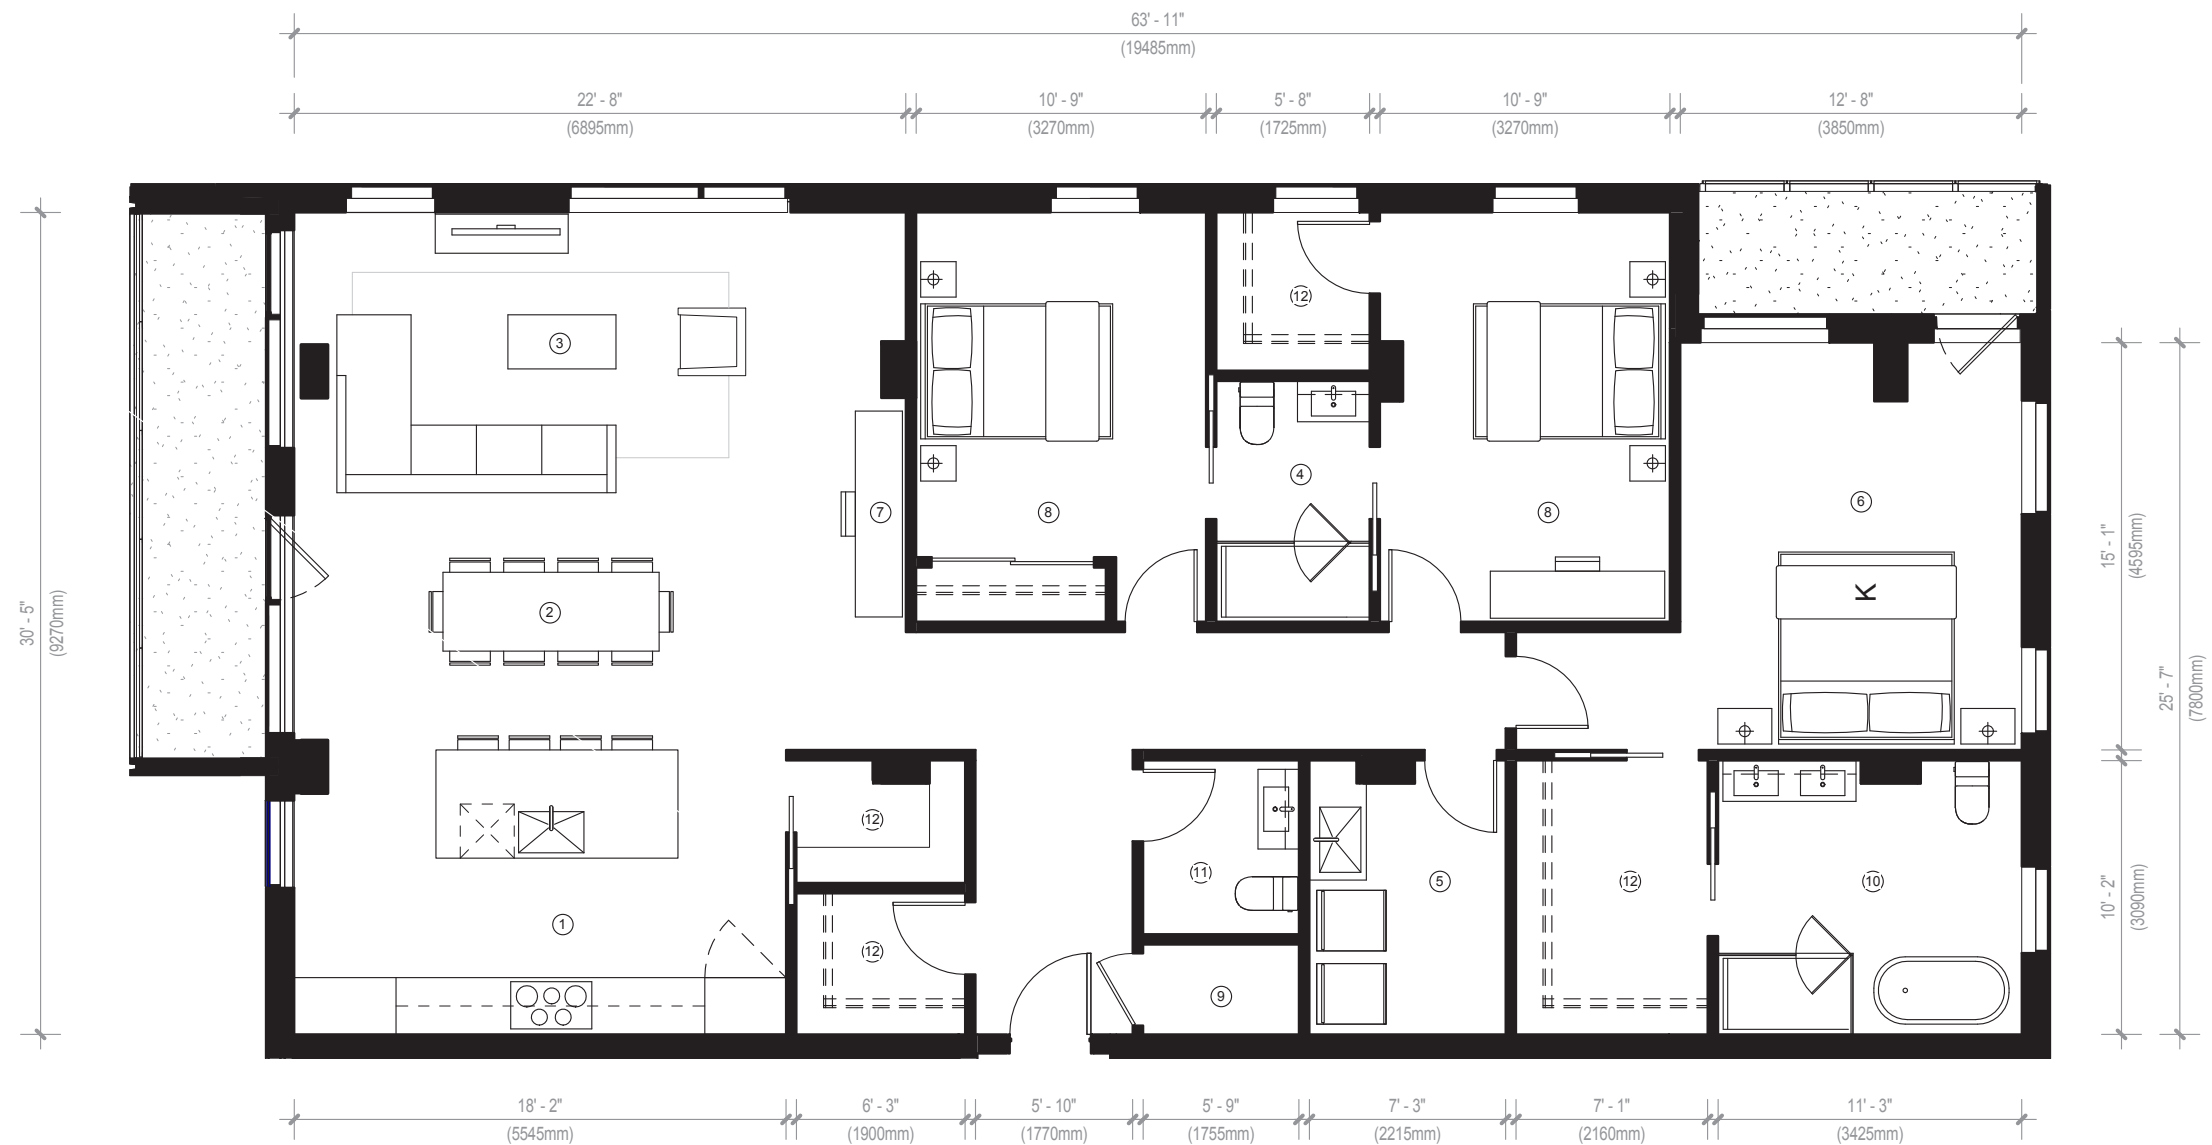 63' - 11"
(19485mm)
22' - 8"
(6895mm)
10' - 9"
(3270mm)
5' - 8"
(1725mm)
10' - 9"
(3270mm)
12' - 8"
(3850mm)
30' - 5"
(9270mm)
3
12
4
7
8
8
6
2
K
15' - 1"
(4595mm)
25' - 7"
(7800mm)
10' - 2"
(3090mm)
12
11
5
12
10
1
12
9
18' - 2"
(5545mm)
6' - 3"
(1900mm)
5' - 10"
(1770mm)
5' - 9"
(1755mm)
7' - 3"
(2215mm)
7' - 1"
(2160mm)
11' - 3"
(3425mm)